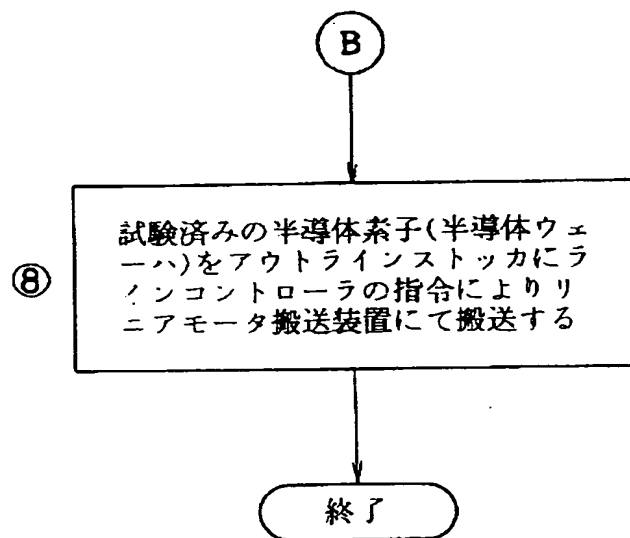 B
試験済みの半導体素子(半導体ウェ
ーハ)をアウトラインストッカにラ
インコントローラの指令によりリ
ニアモータ搬送装置にて搬送する
⑧
終了